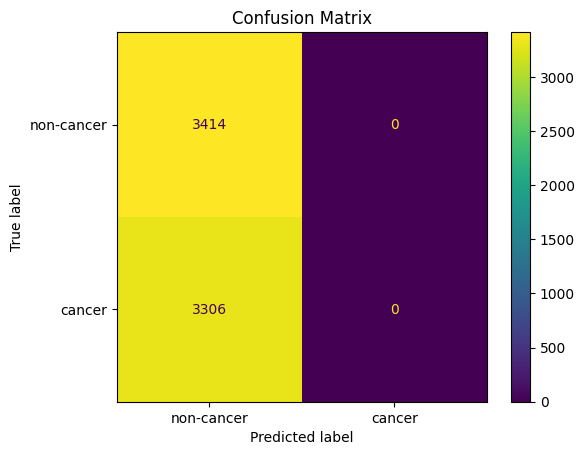 Confusion Matrix
True label
non-cancer
3414
0
cancer
3306
0
non-cancer
cancer
Predicted label
3000
2500
2000
1500
1000
500
0